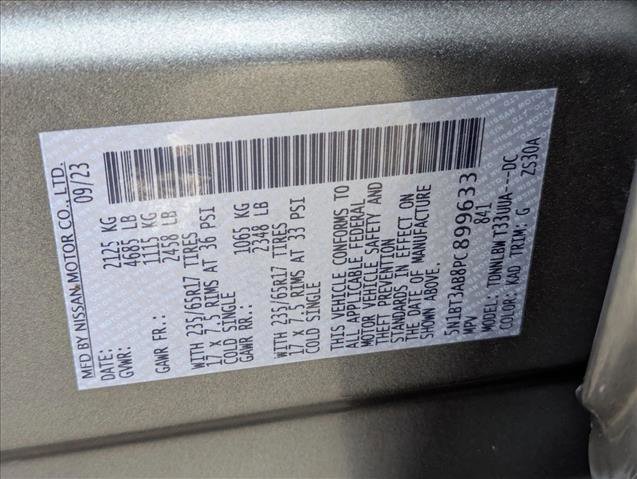 MFD BY NISSAN MOTOR CO., LTD.
DATE: 09/23
GVWR: 2125 KG
4685 LB
GAWR FR.: 1115 KG
2458 LB
WITH 235/65R17 TIRES
17 X 7.5 RIMS AT 36 PSI
COLD SINGLE
GAWR RR.: 1065 KG
2348 LB
WITH 235/65R17 TIRES
17 X 7.5 RIMS AT 33 PSI
COLD SINGLE
THIS VEHICLE CONFORMS TO
ALL APPLICABLE FEDERAL
MOTOR VEHICLE SAFETY AND
THEFT PREVENTION
STANDARDS IN EFFECT ON
THE DATE OF MANUFACTURE
SHOWN ABOVE.
5N1BT3AB8PC899633
MPV 841
MODEL: TDNNLBW T33UUA---DC
COLOR: KAD TRIM: G ZS30A